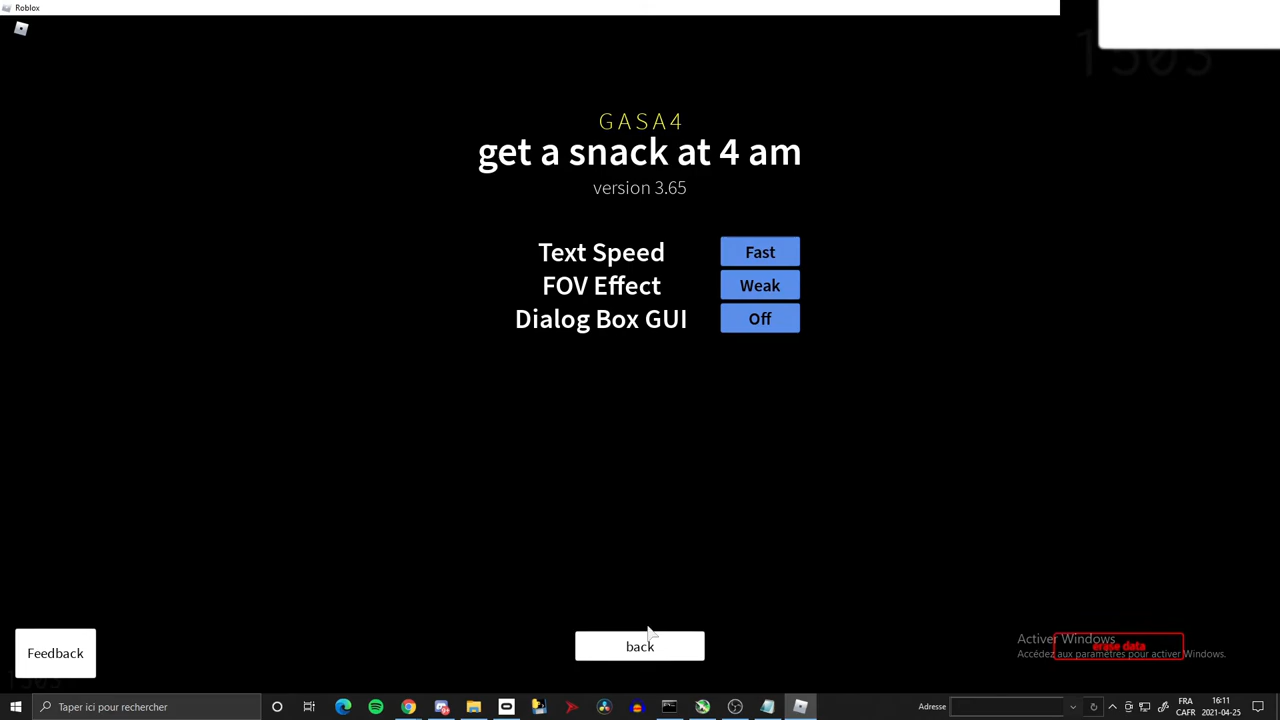 Roblox
1503
GASA4
get a snack at 4 am
version 3.65
Text Speed Fast
FOV Effect Weak
Dialog Box GUI Off
Feedback
back
Activer Windows
erase data
Accédez aux paramètres pour activer Windows.
1503
Taper ici pour rechercher
Adresse
FRA
CAFR
16:11
2021-04-25